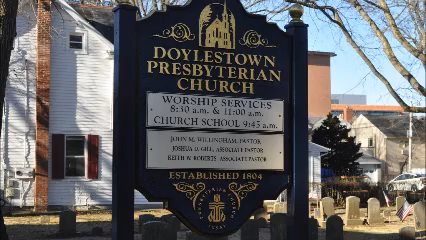 DOYLESTOWN
PRESBYTERIAN
CHURCH
WORSHIP SERVICES
8:30 a.m. & 11:00 a.m.
CHURCH SCHOOL 9:45 a.m.
JOHN M. WILLINGHAM, PASTOR
JOSHUA D. GILL, ASSOCIATE PASTOR
KEITH W. ROBERTS, ASSOCIATE PASTOR
ESTABLISHED 1804